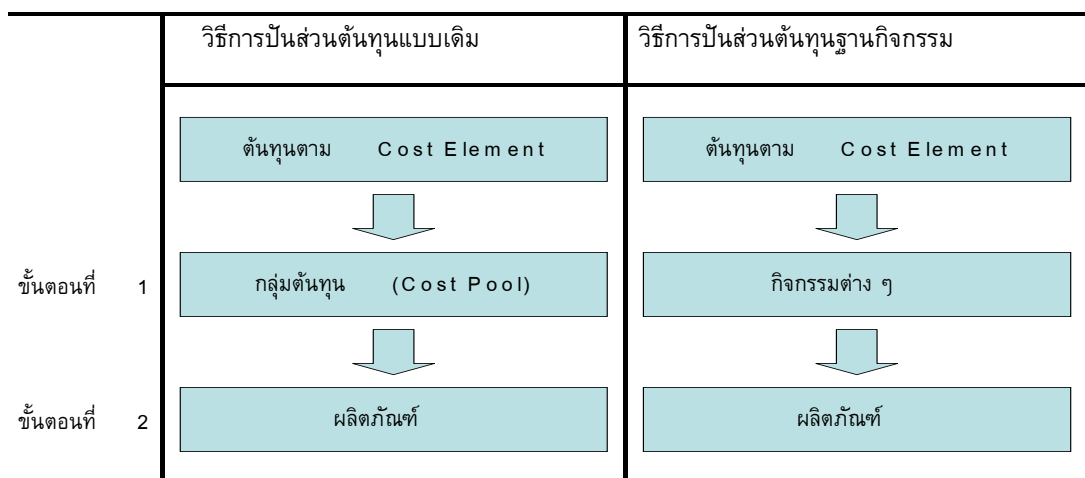 วิธีการปันส่วนต้นทุนแบบเดิม วิธีการปันส่วนต้นทุนฐานกิจกรรม
ต้นทุนตาม Cost Element ต้นทุนตาม Cost Element
ขั้นตอนที่ 1 กลุ่มต้นทุน (Cost Pool) กิจกรรมต่าง ๆ
ขั้นตอนที่ 2 ผลิตภัณฑ์ ผลิตภัณฑ์